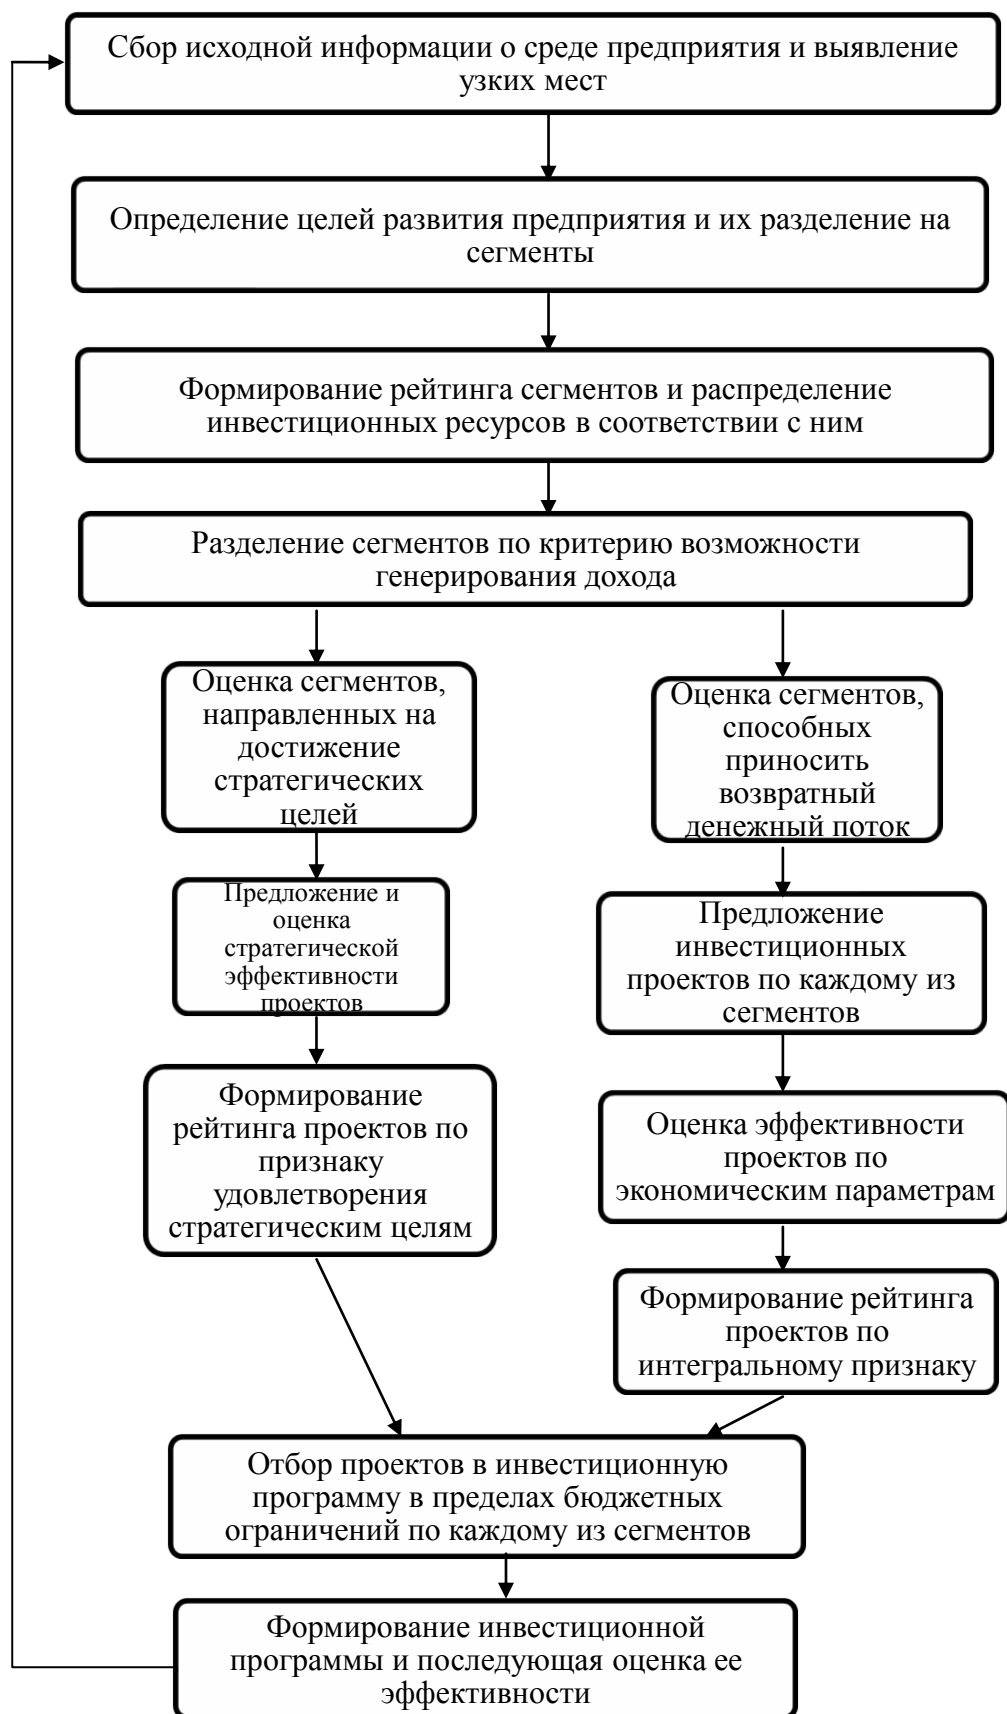 Сбор исходной информации о среде предприятия и выявление
узких мест
Определение целей развития предприятия и их разделение на
сегменты
Формирование рейтинга сегментов и распределение
инвестиционных ресурсов в соответствии с ним
Разделение сегментов по критерию возможности
генерирования дохода
Оценка сегментов,
направленных на
достижение
стратегических
целей
Оценка сегментов,
способных
приносить
возвратный
денежный поток
Предложение и
оценка
стратегической
эффективности
проектов
Предложение
инвестиционных
проектов по каждому из
сегментов
Формирование
рейтинга проектов по
признаку
удовлетворения
стратегическим целям
Оценка эффективности
проектов по
экономическим параметрам
Формирование рейтинга
проектов по
интегральному признаку
Отбор проектов в инвестиционную
программу в пределах бюджетных
ограничений по каждому из сегментов
Формирование инвестиционной
программы и последующая оценка ее
эффективности